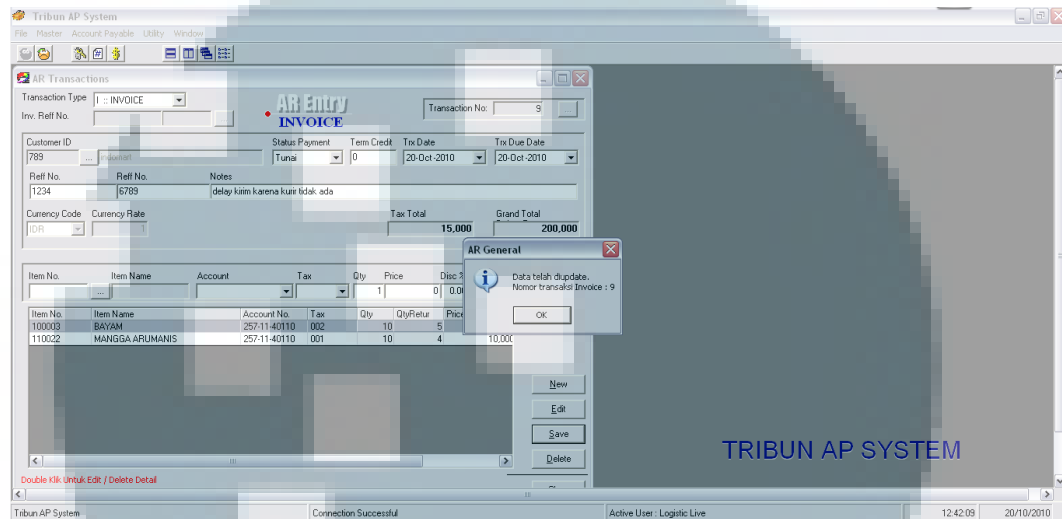 Tribun AP System
File Master Account Payable Utility Window
AR Transactions
Transaction Type I :: INVOICE
AR Entry
INVOICE
Transaction No: 9
Inv. Reff No.
Customer ID Status Payment Term Credit Trx Date Trx Due Date
789 ... indomart Tunai 0 20-Oct-2010 20-Oct-2010
Reff No. Reff No. Notes
1234 6789 delay kirim karena kurir tidak ada
Currency Code Currency Rate Tax Total Grand Total
IDR 1 15,000 200,000
AR General
Data telah diupdate.
Nomor transaksi Invoice : 9
OK
Item No. Item Name Account Tax Qty Price Disc %
... 1 0
Item No. Item Name Account No. Tax Qty QtyRetur Price
100003 BAYAM 257-11-40110 002 10 5
110022 MANGGA ARUMANIS 257-11-40110 001 10 4 10,000
New
Edit
Save
Delete
TRIBUN AP SYSTEM
Double Klik Untuk Edit / Delete Detail
Tribun AP System Connection Successful Active User : Logistic Live 12:42:09 20/10/2010